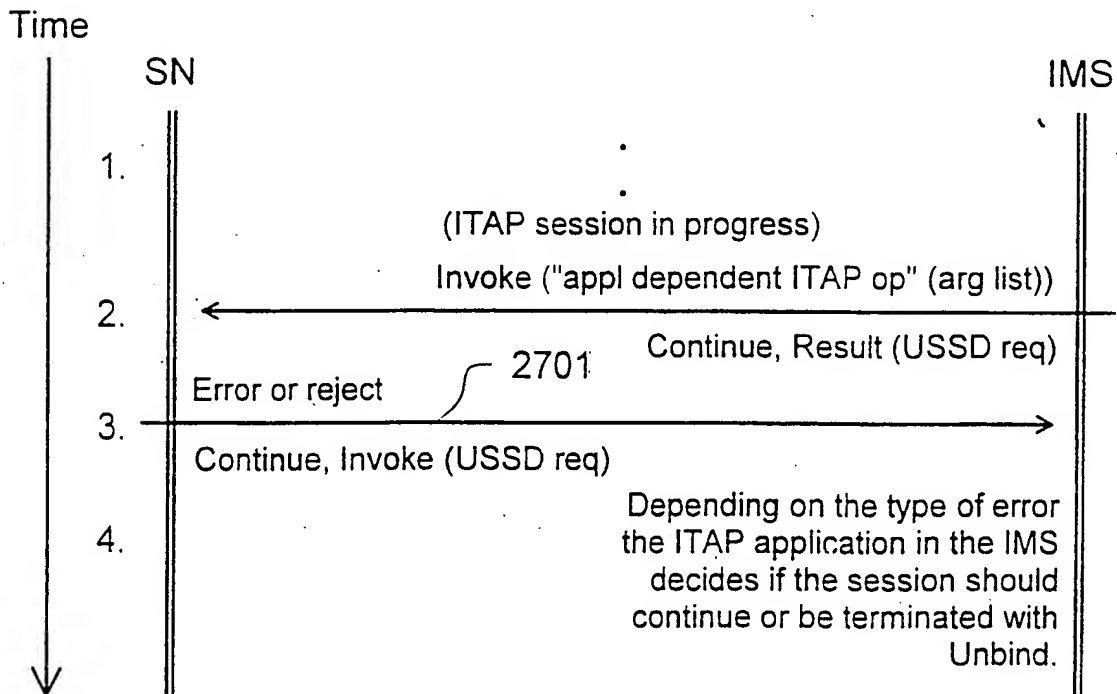 Time
SN
IMS
1.
(ITAP session in progress)
Invoke ("appl dependent ITAP op" (arg list))
2.
Continue, Result (USSD req)
2701
Error or reject
3.
Continue, Invoke (USSD req)
4.
Depending on the type of error
the ITAP application in the IMS
decides if the session should
continue or be terminated with
Unbind.